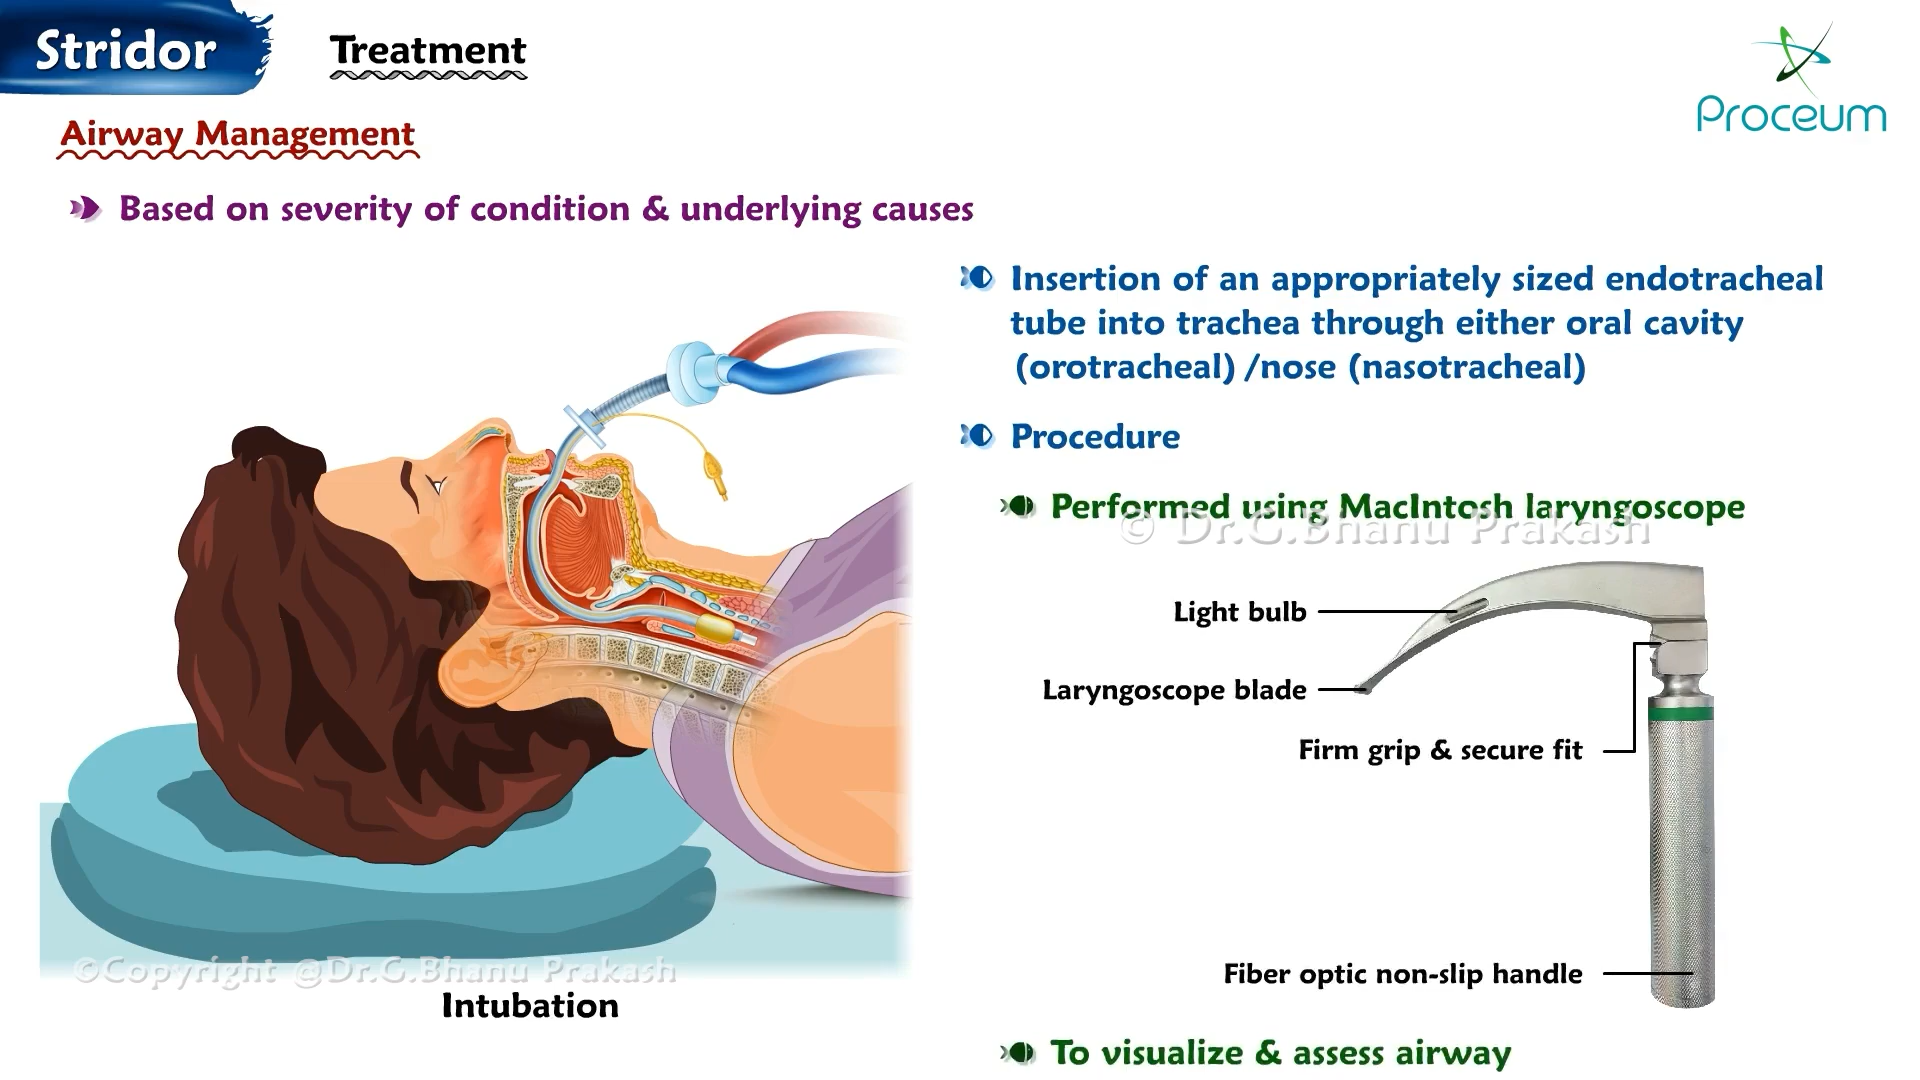 Stridor
Treatment
Proceum
Airway Management
Based on severity of condition & underlying causes
Insertion of an appropriately sized endotracheal
tube into trachea through either oral cavity
(orotracheal) /nose (nasotracheal)
Procedure
Performed using MacIntosh laryngoscope
© Dr.G.Bhanu Prakash
Light bulb
Laryngoscope blade
Firm grip & secure fit
Fiber optic non-slip handle
©Copyright @Dr.G.Bhanu Prakash
Intubation
To visualize & assess airway